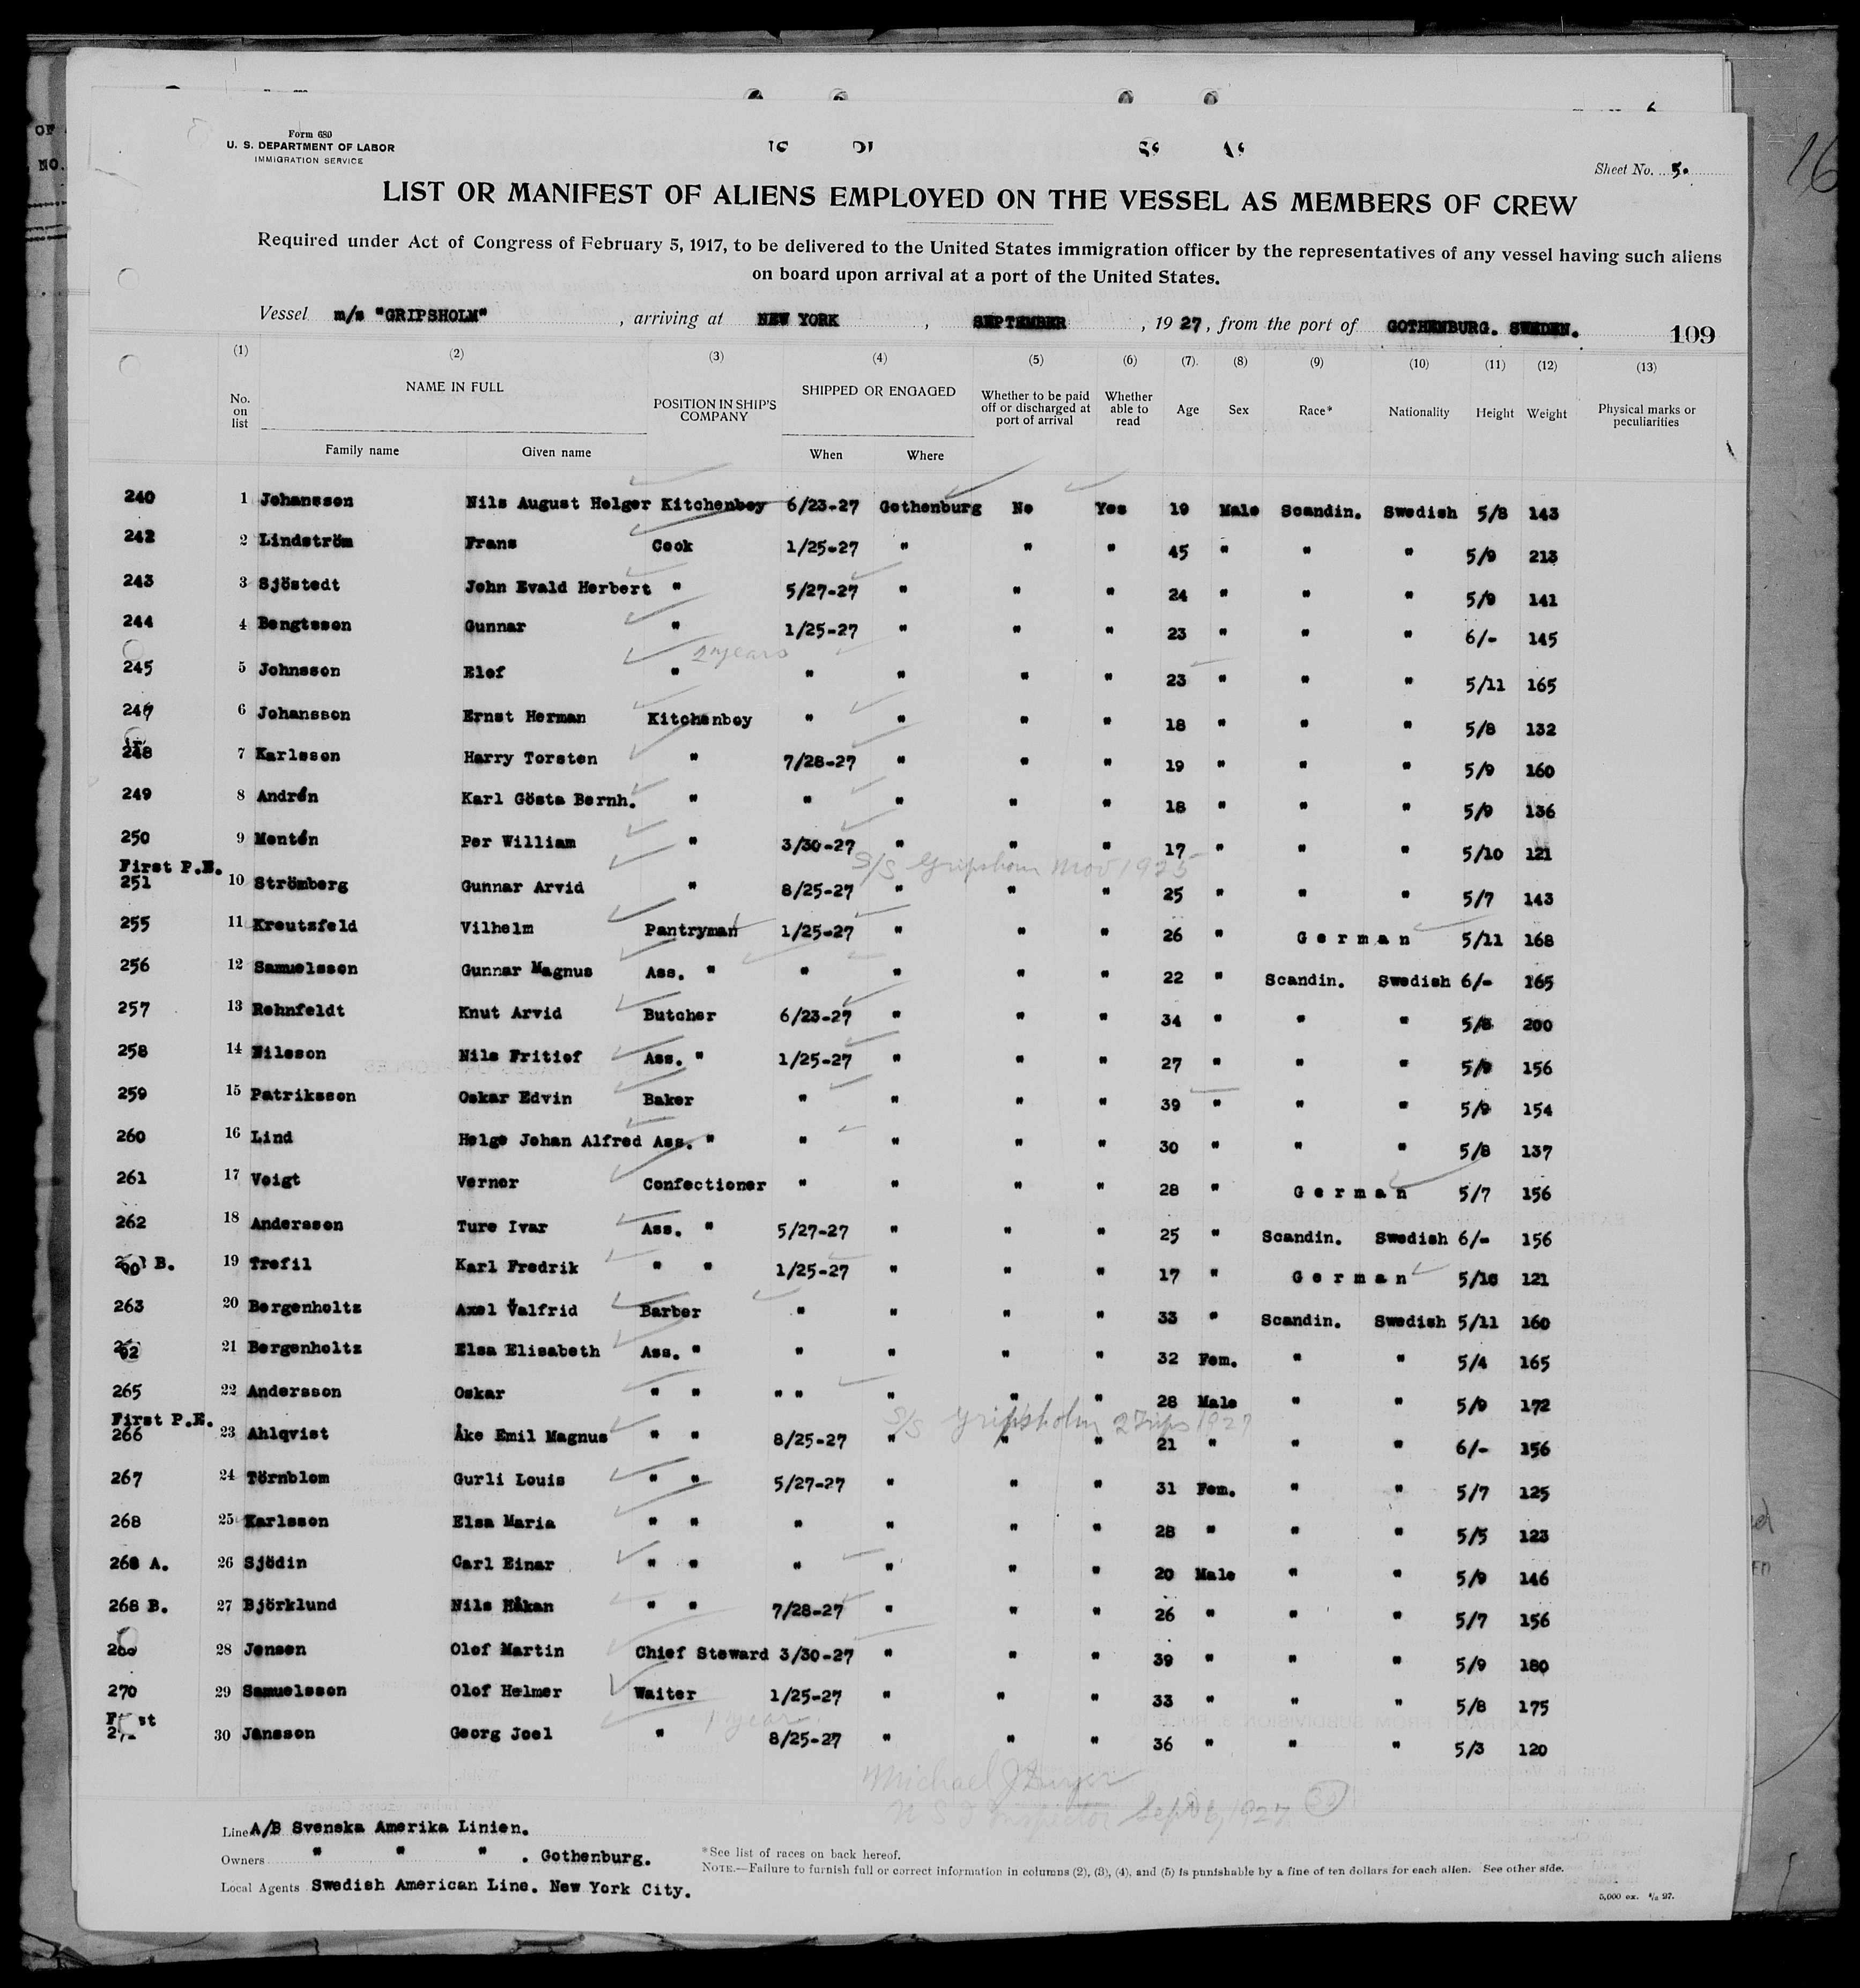 Form 680
U. S. DEPARTMENT OF LABOR
IMMIGRATION SERVICE
Sheet No. 5.
LIST OR MANIFEST OF ALIENS EMPLOYED ON THE VESSEL AS MEMBERS OF CREW
Required under Act of Congress of February 5, 1917, to be delivered to the United States immigration officer by the representatives of any vessel having such aliens
on board upon arrival at a port of the United States.
Vessel m/s "GRIPSHOLM", arriving at NEW YORK, SEPTEMBER, 1927, from the port of GOTHENBURG. SWEDEN. 109
(1) (2) (3) (4) (5) (6) (7) (8) (9) (10) (11) (12) (13)
No. on list NAME IN FULL Family name Given name POSITION IN SHIP'S COMPANY SHIPPED OR ENGAGED When Where Whether to be paid off or discharged at port of arrival Whether able to read Age Sex Race* Nationality Height Weight Physical marks or peculiarities
240 1 Johansson Nils August Holger Kitchenboy 6/23-27 Gothenburg No Yes 19 Male Scandin. Swedish 5/8 143
242 2 Lindström Frans Cook 1/25-27 " " " 45 " " " 5/9 213
243 3 Sjöstedt John Evald Herbert " 5/27-27 " " " 24 " " " 5/9 141
244 4 Bengtsson Gunnar " 1/25-27 " " " 23 " " " 6/- 145
2 years
245 5 Johnsson Elof " " " " " 23 " " " 5/11 165
6 Johansson Ernst Herman Kitchenboy " " " " 18 " " " 5/8 132
248 7 Karlsson Harry Torsten " 7/28-27 " " " 19 " " " 5/9 160
249 8 Andrén Karl Gösta Bernh. " " " " " 18 " " " 5/9 136
250 9 Mentén Per William " 3/30-27 " " " 17 " " " 5/10 121
First P.E. S/S Gripsholm Nov 1925
251 10 Strömberg Gunnar Arvid " 8/25-27 " " " 25 " " " 5/7 143
255 11 Kreutzfeld Vilhelm Pantryman 1/25-27 " " " 26 " German 5/11 168
256 12 Samuelsson Gunnar Magnus Ass. " " " " " 22 " Scandin. Swedish 6/- 165
257 13 Rehnfeldt Knut Arvid Butcher 6/23-27 " " " 34 " " " 5/8 200
258 14 Nilsson Nils Fritiof Ass. " 1/25-27 " " " 27 " " " 5/9 156
259 15 Patriksson Oskar Edvin Baker " " " " 39 " " " 5/9 154
260 16 Lind Helge Johan Alfred Ass. " " " " " 30 " " " 5/8 137
261 17 Voigt Verner Confectioner " " " " 28 " German 5/7 156
262 18 Andersson Ture Ivar Ass. " 5/27-27 " " " 25 " Scandin. Swedish 6/- 156
B. 19 Trefil Karl Fredrik " " 1/25-27 " " " 17 " German 5/10 121
263 20 Bergenholtz Axel Valfrid Barber " " " " 33 " Scandin. Swedish 5/11 160
21 Bergenholtz Elsa Elisabeth Ass. " " " " " 32 Fem. " " 5/4 165
265 22 Andersson Oskar " " " " " " " 28 Male " " 5/9 172
First P.E. S/S Gripsholm 2 Trips 1927
266 23 Ahlqvist Åke Emil Magnus " " 8/25-27 " " " 21 " " " 6/- 156
267 24 Törnblom Gurli Louis " " 5/27-27 " " " 31 Fem. " " 5/7 125
268 25 Karlsson Elsa Maria " " " " " " 28 " " " 5/5 123
268 A. 26 Sjödin Carl Einar " " " " " " 20 Male " " 5/9 146
268 B. 27 Björklund Nils Håkan " " 7/28-27 " " " 26 " " " 5/7 156
28 Jensen Olof Martin Chief Steward 3/30-27 " " " 39 " " " 5/9 180
270 29 Samuelsson Olof Helmer Waiter 1/25-27 " " " 33 " " " 5/8 175
First 1 year.
30 Jansson Georg Joel " 8/25-27 " " " 36 " " " 5/3 120
Michael J Dwyer
U S I Inspector Sept 6, 1927 30
Line A/B Svenska Amerika Linien.
Owners " " " . Gothenburg.
Local Agents Swedish American Line. New York City.
*See list of races on back hereof.
NOTE.—Failure to furnish full or correct information in columns (2), (3), (4), and (5) is punishable by a fine of ten dollars for each alien. See other side.
5,000 ex.